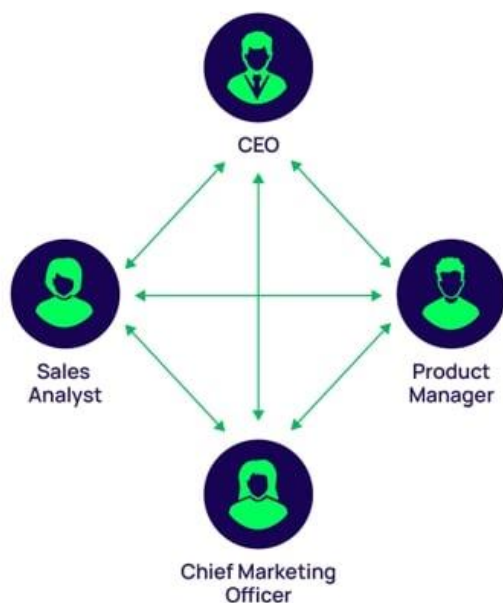 CEO
Sales
Analyst
Product
Manager
Chief Marketing
Officer